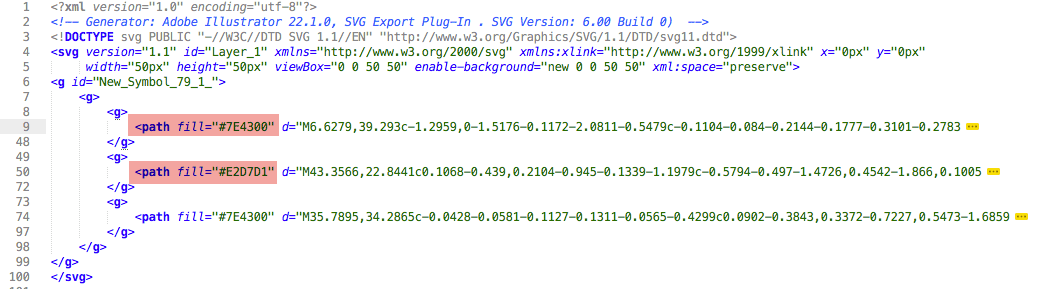 1 <?xml version="1.0" encoding="utf-8"?>
2 <!-- Generator: Adobe Illustrator 22.1.0, SVG Export Plug-In . SVG Version: 6.00 Build 0)  -->
3 <!DOCTYPE svg PUBLIC "-//W3C//DTD SVG 1.1//EN" "http://www.w3.org/Graphics/SVG/1.1/DTD/svg11.dtd">
4 <svg version="1.1" id="Layer_1" xmlns="http://www.w3.org/2000/svg" xmlns:xlink="http://www.w3.org/1999/xlink" x="0px" y="0px"
5 width="50px" height="50px" viewBox="0 0 50 50" enable-background="new 0 0 50 50" xml:space="preserve">
6 <g id="New_Symbol_79_1_">
7 <g>
8 <g>
9 <path fill="#7E4300" d="M6.6279,39.293c-1.2959,0-1.5176-0.1172-2.0811-0.5479c-0.1104-0.084-0.2144-0.1777-0.3101-0.2783 ...
48 </g>
49 <g>
50 <path fill="#E2D7D1" d="M43.3566,22.8441c0.1068-0.439,0.2104-0.945-0.1339-1.1979c-0.5794-0.497-1.4726,0.4542-1.866,0.1005 ...
72 </g>
73 <g>
74 <path fill="#7E4300" d="M35.7895,34.2865c-0.0428-0.0581-0.1127-0.1311-0.0565-0.4299c0.0902-0.3843,0.3372-0.7227,0.5473-1.6859 ...
97 </g>
98 </g>
99 </g>
100 </svg>